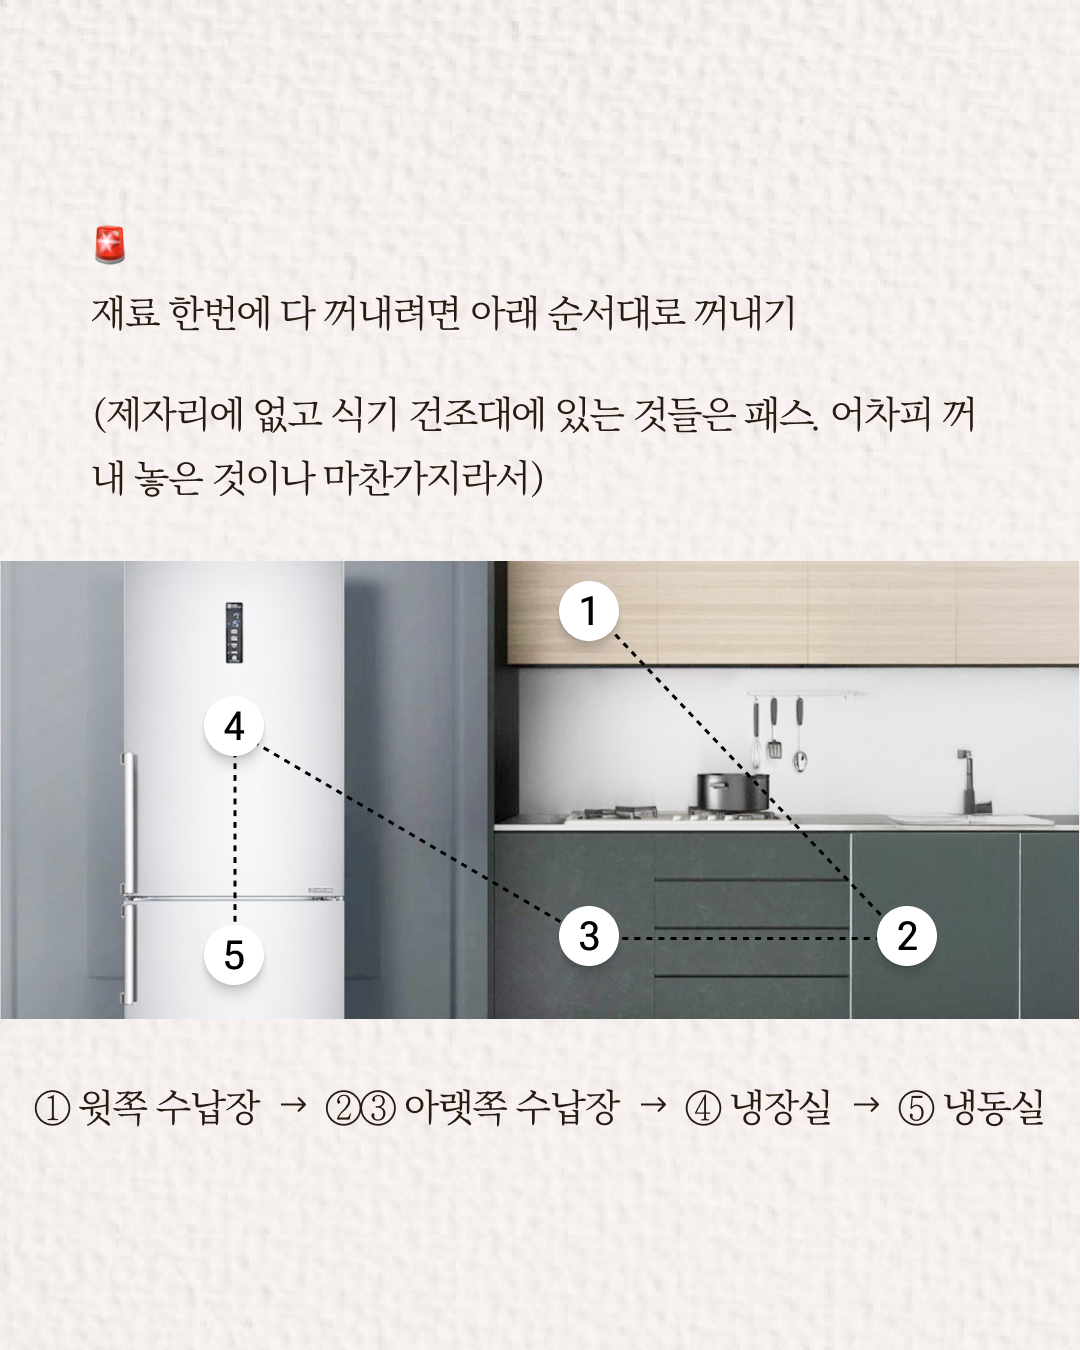 🚨
재료 한번에 다 꺼내려면 아래 순서대로 꺼내기
(제자리에 없고 식기 건조대에 있는 것들은 패스. 어차피 꺼
내 놓은 것이나 마찬가지라서)
1
4
3
2
5
① 윗쪽 수납장 → ②③ 아랫쪽 수납장 → ④ 냉장실 → ⑤ 냉동실